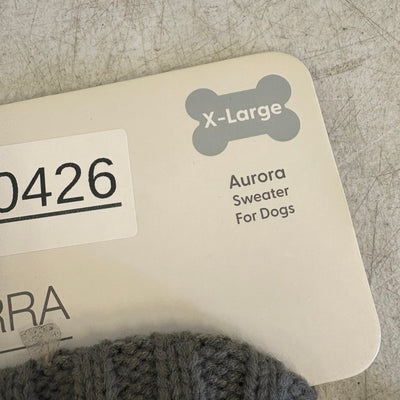 X-Large
0426
Aurora
Sweater
For Dogs
RRA